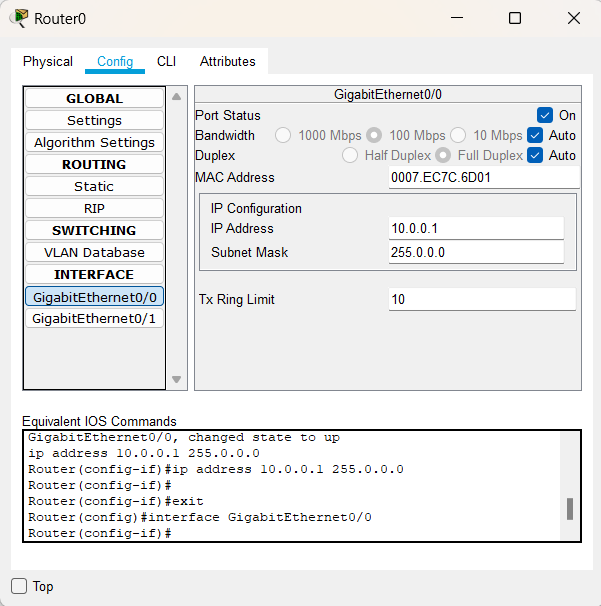 Router0
Physical Config CLI Attributes
GLOBAL
Settings
Algorithm Settings
ROUTING
Static
RIP
SWITCHING
VLAN Database
INTERFACE
GigabitEthernet0/0
GigabitEthernet0/1
GigabitEthernet0/0
Port Status On
Bandwidth 1000 Mbps 100 Mbps 10 Mbps Auto
Duplex Half Duplex Full Duplex Auto
MAC Address 0007.EC7C.6D01
IP Configuration
IP Address 10.0.0.1
Subnet Mask 255.0.0.0
Tx Ring Limit 10
Equivalent IOS Commands
GigabitEthernet0/0, changed state to up
ip address 10.0.0.1 255.0.0.0
Router(config-if)#ip address 10.0.0.1 255.0.0.0
Router(config-if)#
Router(config-if)#exit
Router(config)#interface GigabitEthernet0/0
Router(config-if)#
Top